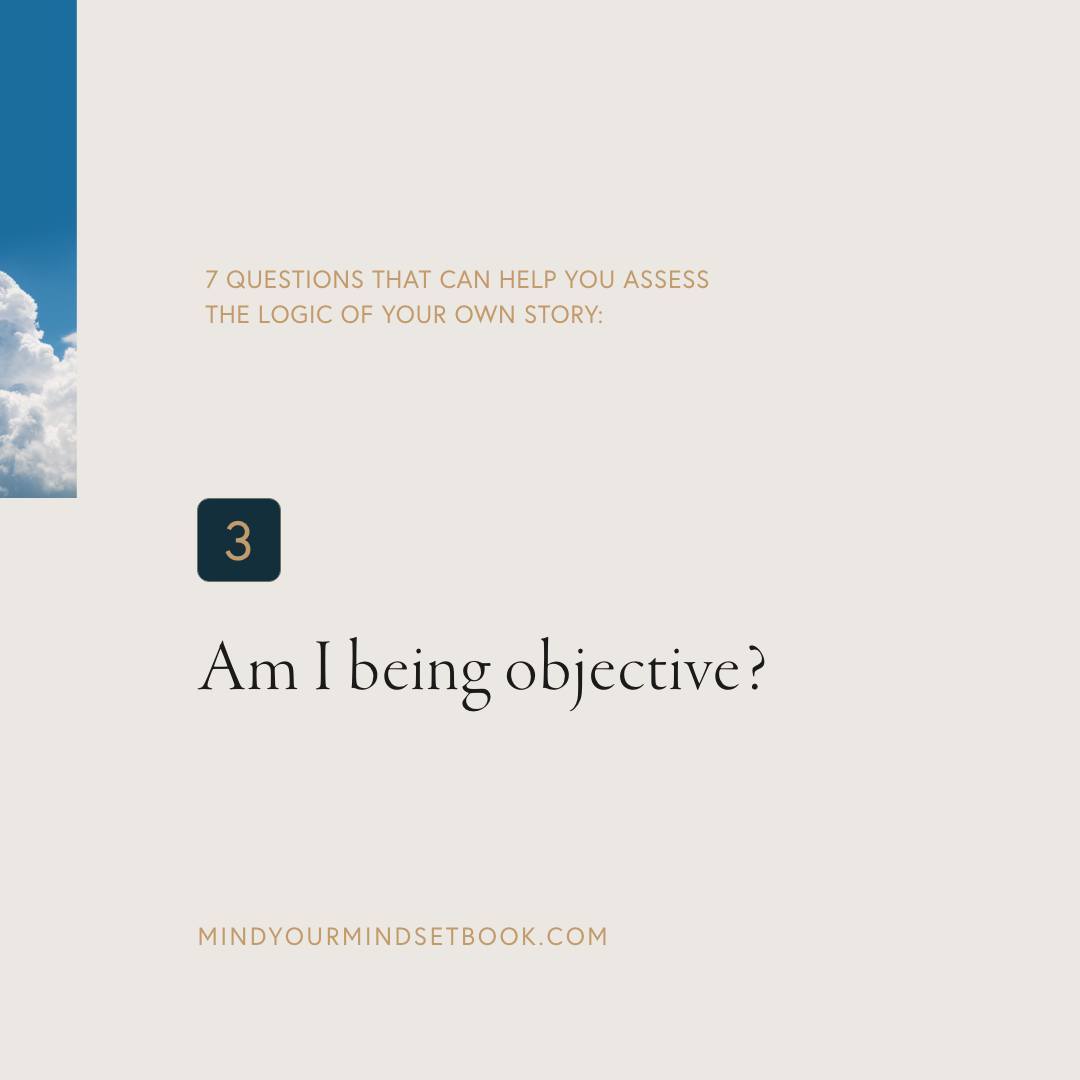 7 QUESTIONS THAT CAN HELP YOU ASSESS
THE LOGIC OF YOUR OWN STORY:
3
Am I being objective?
MINDYOURMINDSETBOOK.COM